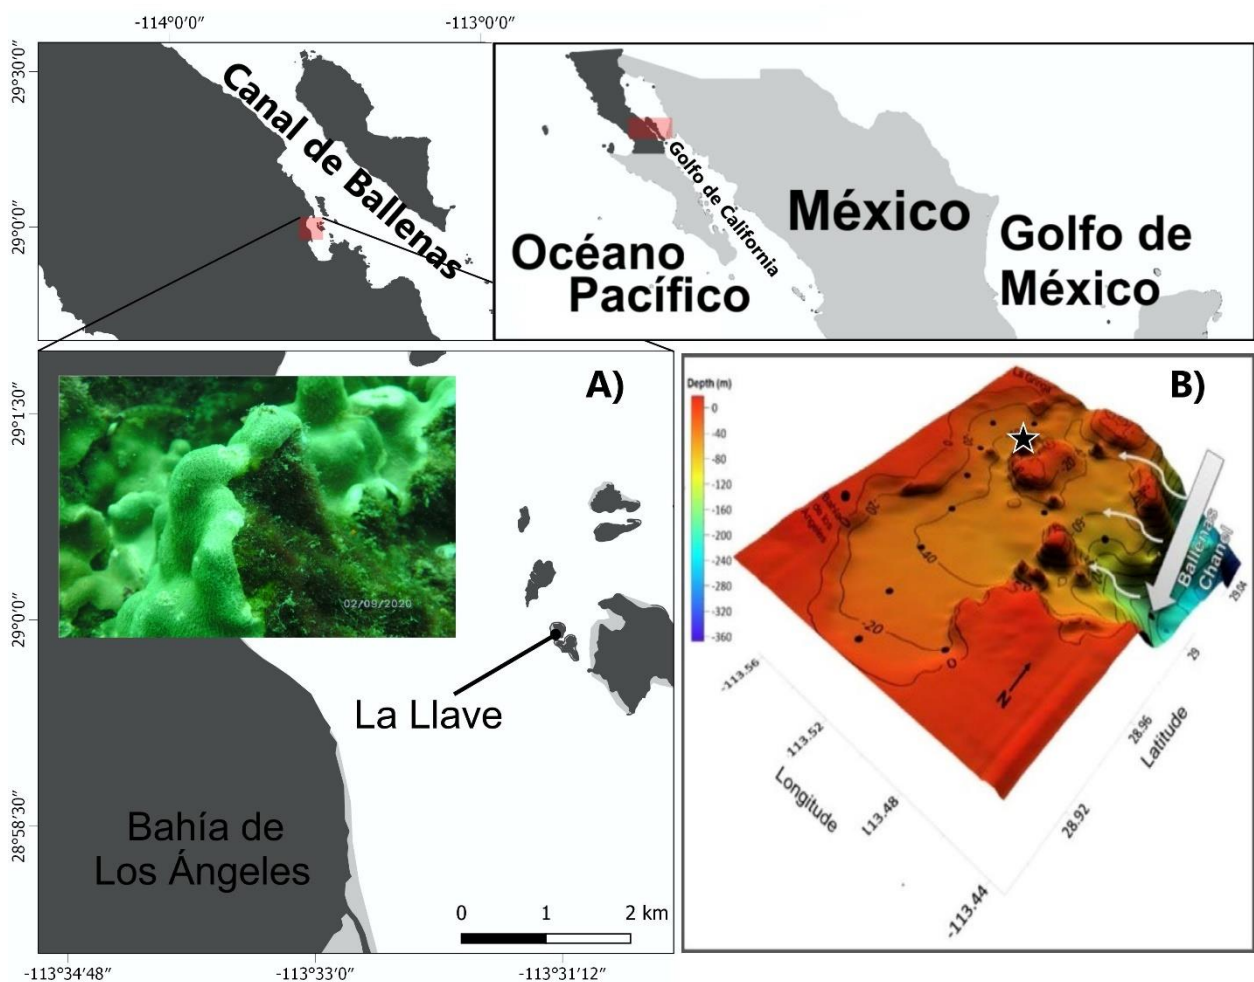 -114°0′0″
-113°0′0″
29°30′0″
29°0′0″
Canal de Ballenas
Golfo de California
México
Océano
Pacífico
Golfo de
México
A)
29°1′30″
29°0′0″
28°58′30″
02/09/2020
La Llave
Bahía de
Los Ángeles
0 1 2 km
-113°34′48″
-113°33′0″
-113°31′12″
B)
Depth (m)
0
-40
-80
-120
-160
-200
-240
-280
-320
-360
Ballenas
Channel
-40
-20
0
N
29.04
29
28.96
28.92
Latitude
-113.56
-113.52
-113.48
-113.44
Longitude